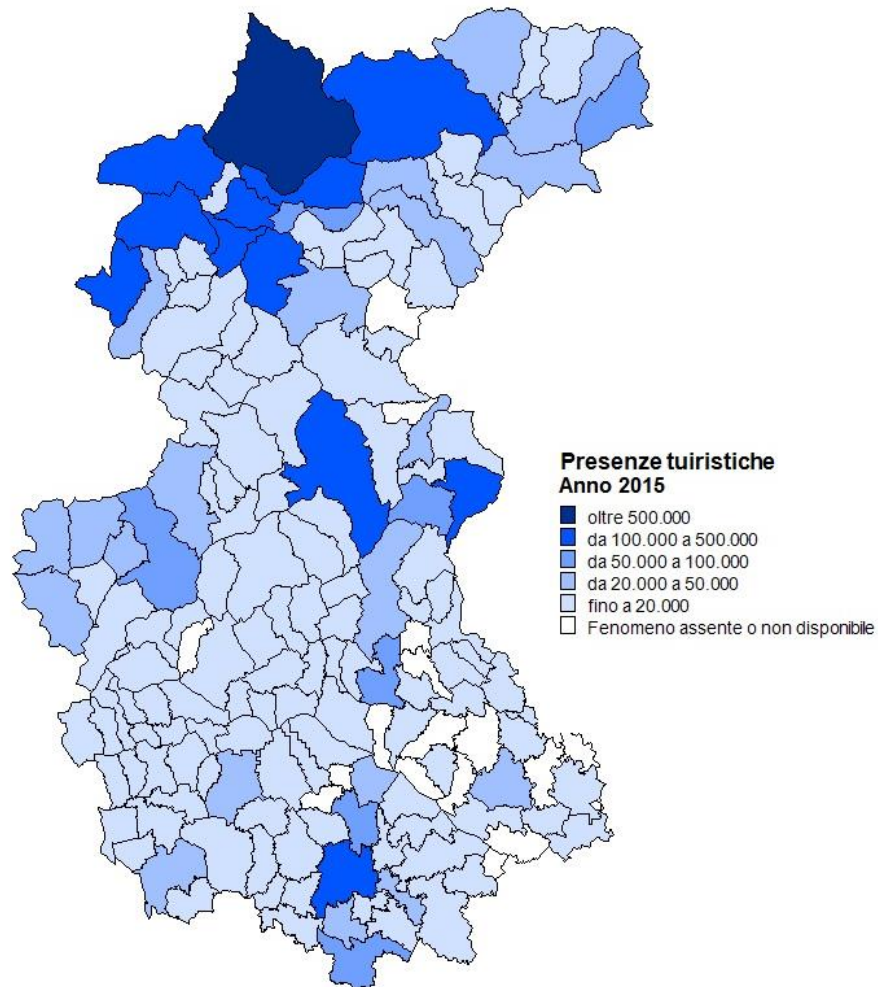 Presenze tuiristiche
Anno 2015
oltre 500.000
da 100.000 a 500.000
da 50.000 a 100.000
da 20.000 a 50.000
fino a 20.000
Fenomeno assente o non disponibile